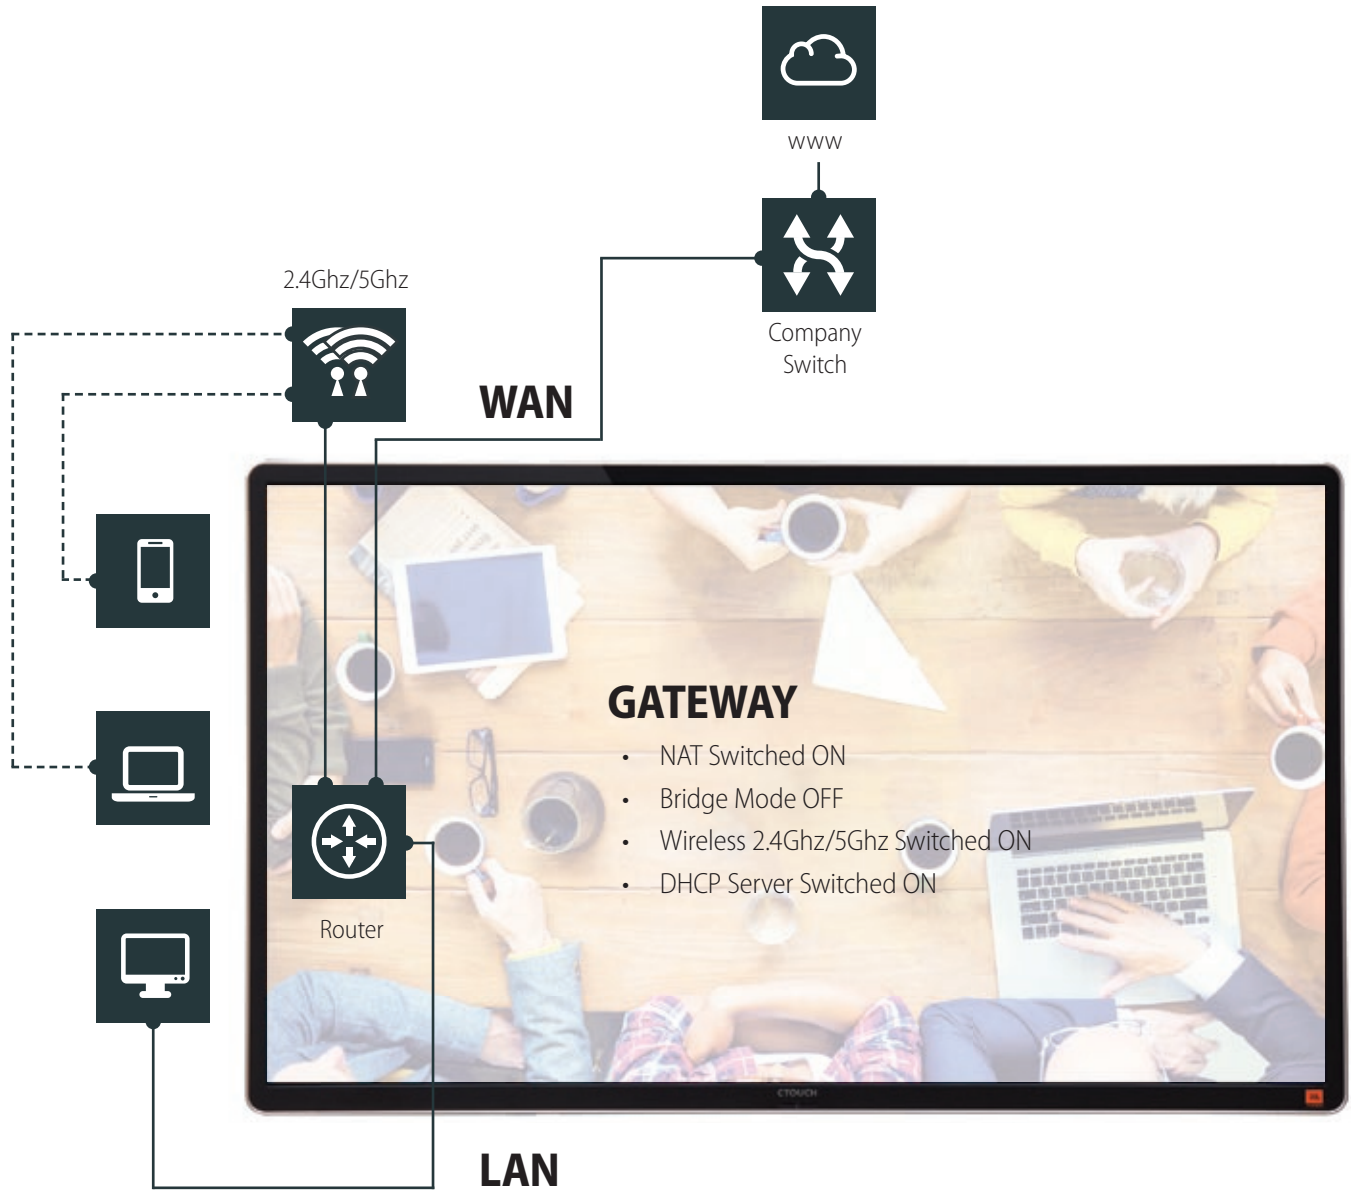 www
Company
Switch
2.4Ghz/5Ghz
WAN
GATEWAY
• NAT Switched ON
• Bridge Mode OFF
• Wireless 2.4Ghz/5Ghz Switched ON
• DHCP Server Switched ON
Router
CTOUCH
LAN